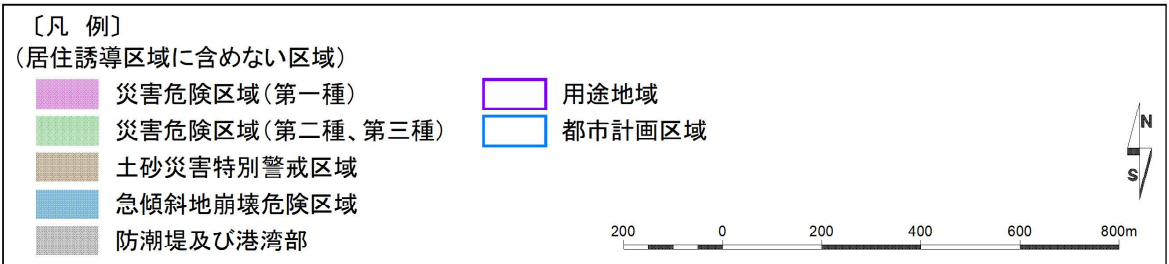 〔凡 例〕
(居住誘導区域に含めない区域)
災害危険区域(第一種)
災害危険区域(第二種、第三種)
土砂災害特別警戒区域
急傾斜地崩壊危険区域
防潮堤及び港湾部
用途地域
都市計画区域
N
S
200 0 200 400 600 800m